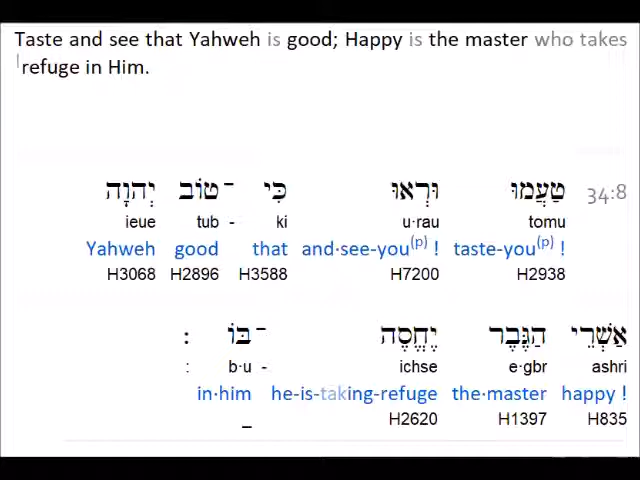 Taste and see that Yahweh is good; Happy is the master who takes
refuge in Him.
34:8 טַעֲמוּ וּרְאוּ כִּי ־ טוֹב יְהוָה
ieue tub - ki u·rau tomu
Yahweh good that and·see-you(p) ! taste-you(p) !
H3068 H2896 H3588 H7200 H2938
אַשְׁרֵי הַגֶּבֶר יֶחֱסֶה ־ בּוֹ :
: b·u - ichse e·gbr ashri
in·him he-is-taking-refuge the·master happy !
_ H2620 H1397 H835